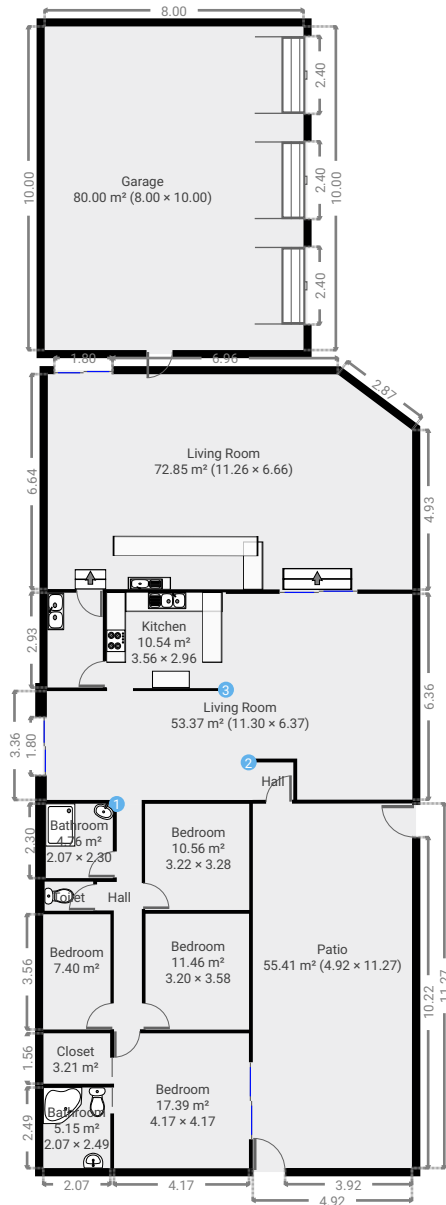 8.00
2.40
10.00
Garage
80.00 m² (8.00 × 10.00)
2.40
10.00
2.40
1.80
6.96
2.87
6.64
Living Room
72.85 m² (11.26 × 6.66)
4.93
2.93
Kitchen
10.54 m²
3.56 × 2.96
6.36
3
Living Room
53.37 m² (11.30 × 6.37)
3.36
1.80
2
Hall
1
2.30
Bathroom
4.76 m²
2.07 × 2.30
Bedroom
10.56 m²
3.22 × 3.28
Toilet
Hall
3.56
Bedroom
7.40 m²
Bedroom
11.46 m²
3.20 × 3.58
Patio
55.41 m² (4.92 × 11.27)
10.22
11.27
1.56
Closet
3.21 m²
Bedroom
17.39 m²
4.17 × 4.17
2.49
Bathroom
5.15 m²
2.07 × 2.49
2.07
4.17
3.92
4.92